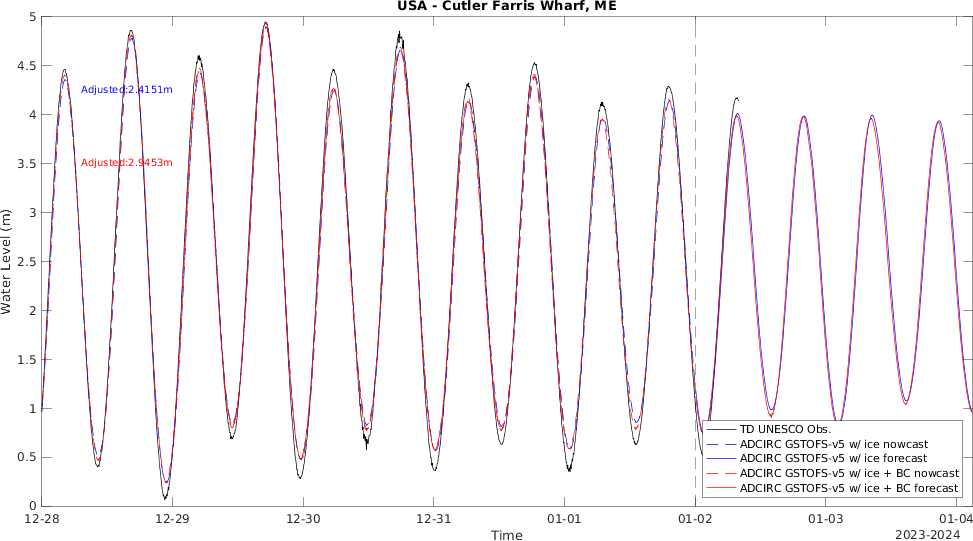 USA - Cutler Farris Wharf, ME
5
4.5
4
3.5
3
2.5
2
1.5
1
0.5
0
Water Level (m)
Adjusted:2.4151m
Adjusted:2.9453m
TD UNESCO Obs.
ADCIRC GSTOFS-v5 w/ ice nowcast
ADCIRC GSTOFS-v5 w/ ice forecast
ADCIRC GSTOFS-v5 w/ ice + BC nowcast
ADCIRC GSTOFS-v5 w/ ice + BC forecast
12-28 12-29 12-30 12-31 01-01 01-02 01-03 01-04
Time
2023-2024